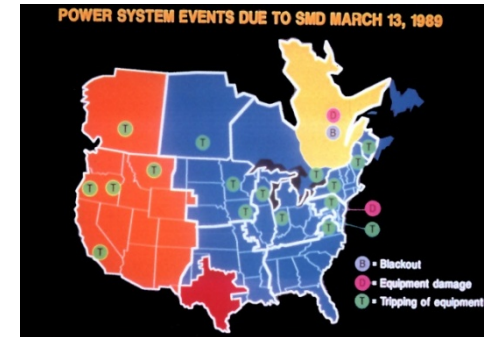 POWER SYSTEM EVENTS DUE TO SMD MARCH 13, 1989
D
B
T
T
T
T
T
T
T
T
T
T
T
T
T
T
D
T
T
T
B = Blackout
D = Equipment damage
T = Tripping of equipment